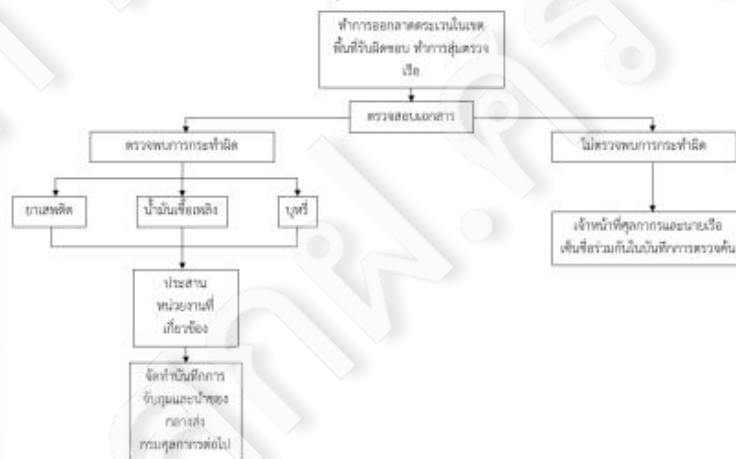 ทำการออกลาดตระเวนในเขต
พื้นที่รับผิดชอบ ทำการสุ่มตรวจ
เรือ
ตรวจสอบเอกสาร
ตรวจพบการกระทำผิด
ไม่ตรวจพบการกระทำผิด
ยาเสพติด
น้ำมันเชื้อเพลิง
บุหรี่
เจ้าหน้าที่ศุลกากรและนายเรือ
เซ็นชื่อร่วมกันในบันทึกการตรวจค้น
ประสาน
หน่วยงานที่
เกี่ยวข้อง
จัดทำบันทึกการ
จับกุมและนำของ
กลางส่ง
กรมศุลกากรต่อไป